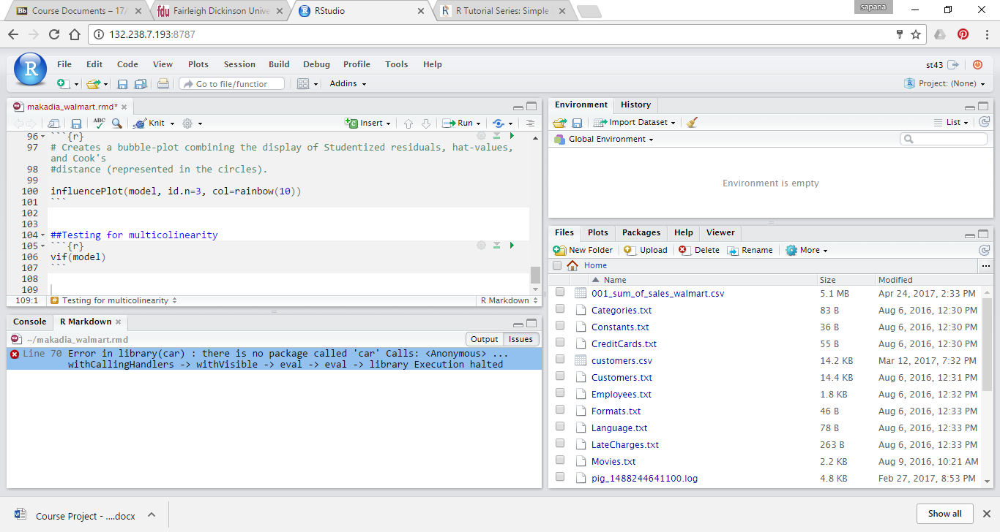 Course Documents – 17/
Fairleigh Dickinson Unive
RStudio
R Tutorial Series: Simple
sapana
132.238.7.193:8787
File Edit Code View Plots Session Build Debug Profile Tools Help
st43
Go to file/functior
Addins
Project: (None)
makadia_walmart.rmd*
ABC
Knit
Insert
Run
96 ```{r}
97 # Creates a bubble-plot combining the display of Studentized residuals, hat-values,
and Cook's
98 #distance (represented in the circles).
99
100 influencePlot(model, id.n=3, col=rainbow(10))
101 ```
102
103
104 ##Testing for multicolinearity
105 ```{r}
106 vif(model)
107 ```
108
109
109:1 # Testing for multicolinearity
R Markdown
Console R Markdown
~/makadia_walmart.rmd
Output Issues
Line 70 Error in library(car) : there is no package called 'car' Calls: <Anonymous> ...
withCallingHandlers -> withVisible -> eval -> eval -> library Execution halted
Environment History
Import Dataset
List
Global Environment
Environment is empty
Files Plots Packages Help Viewer
New Folder Upload Delete Rename More
Home
...
Name Size Modified
001_sum_of_sales_walmart.csv 5.1 MB Apr 24, 2017, 2:33 PM
Categories.txt 83 B Aug 6, 2016, 12:30 PM
Constants.txt 36 B Aug 6, 2016, 12:30 PM
CreditCards.txt 55 B Aug 6, 2016, 12:30 PM
customers.csv 14.2 KB Mar 12, 2017, 7:32 PM
Customers.txt 14.4 KB Aug 6, 2016, 12:31 PM
Employees.txt 1.8 KB Aug 6, 2016, 12:32 PM
Formats.txt 46 B Aug 6, 2016, 12:33 PM
Language.txt 78 B Aug 6, 2016, 12:33 PM
LateCharges.txt 263 B Aug 6, 2016, 12:33 PM
Movies.txt 2.2 KB Aug 9, 2016, 10:21 AM
pig_1488244641100.log 4.8 KB Feb 27, 2017, 8:53 PM
Course Project - ....docx
Show all